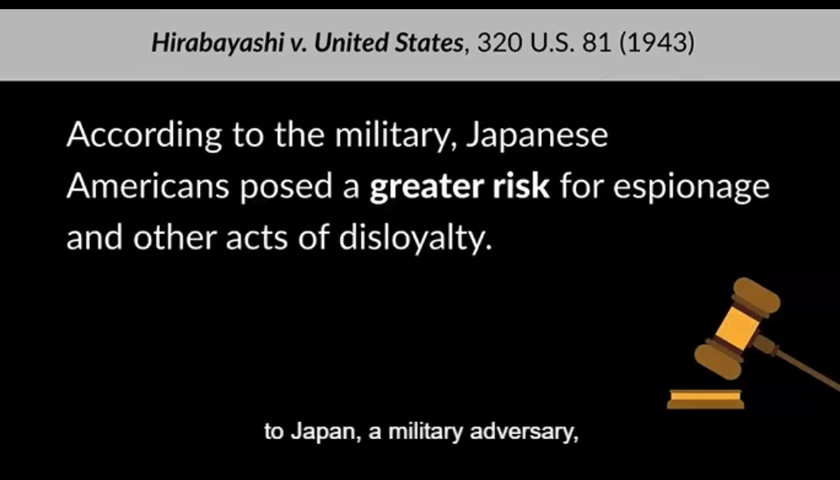 Hirabayashi v. United States, 320 U.S. 81 (1943)
According to the military, Japanese
Americans posed a greater risk for espionage
and other acts of disloyalty.
to Japan, a military adversary,